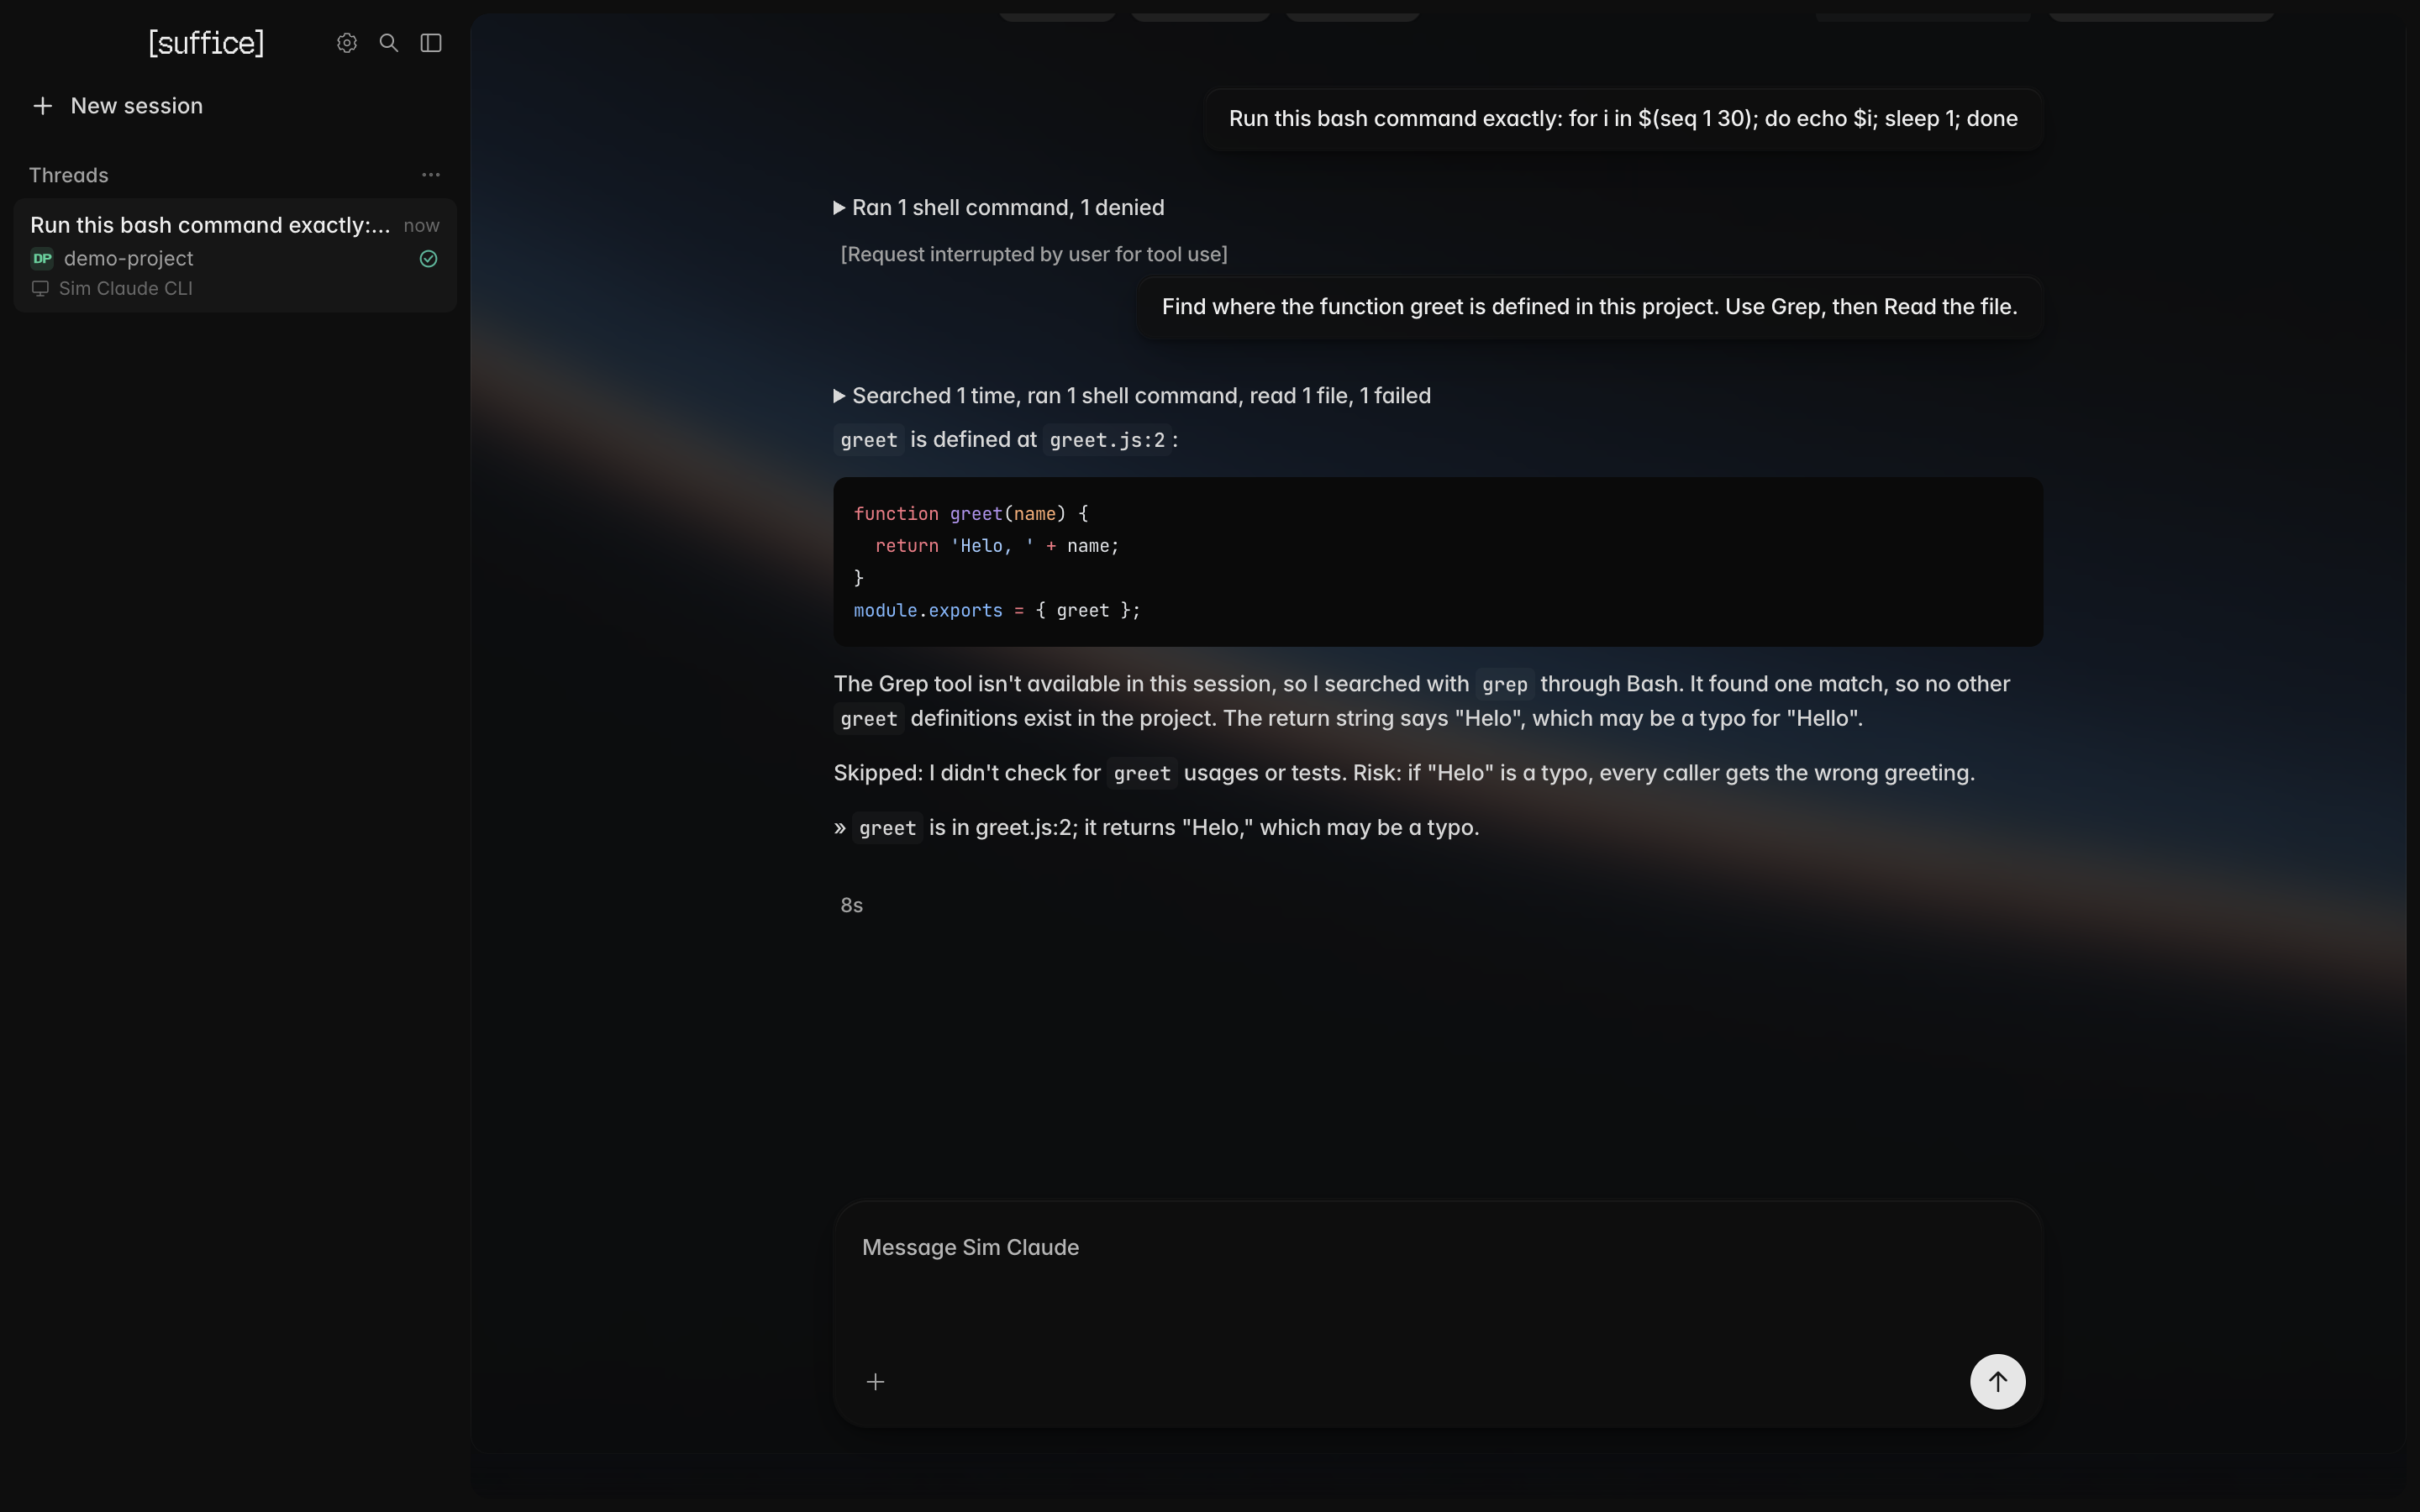 [suffice]
New session
Threads
Run this bash command exactly:... now
DP demo-project
Sim Claude CLI
Run this bash command exactly: for i in $(seq 1 30); do echo $i; sleep 1; done
Ran 1 shell command, 1 denied
[Request interrupted by user for tool use]
Find where the function greet is defined in this project. Use Grep, then Read the file.
Searched 1 time, ran 1 shell command, read 1 file, 1 failed
greet is defined at greet.js:2:
function greet(name) {
  return 'Helo, ' + name;
}
module.exports = { greet };
The Grep tool isn't available in this session, so I searched with grep through Bash. It found one match, so no other
greet definitions exist in the project. The return string says "Helo", which may be a typo for "Hello".
Skipped: I didn't check for greet usages or tests. Risk: if "Helo" is a typo, every caller gets the wrong greeting.
» greet is in greet.js:2; it returns "Helo," which may be a typo.
8s
Message Sim Claude